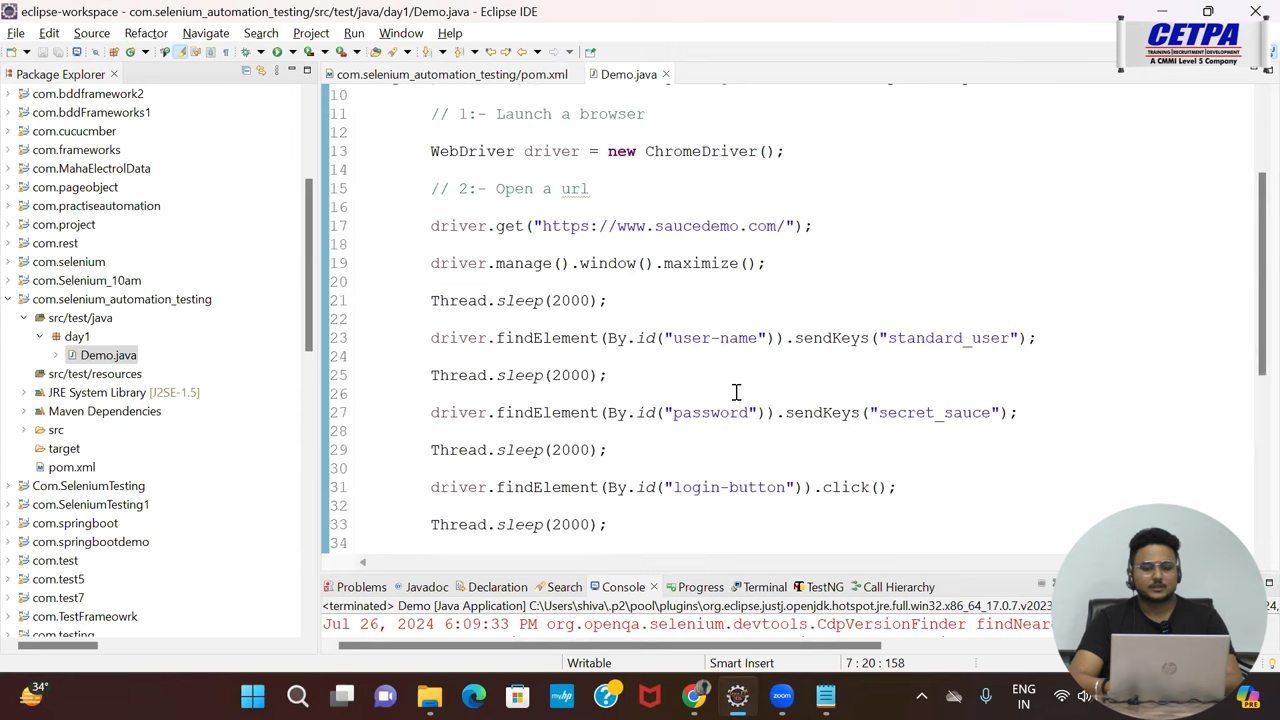 eclipse-workspace - com.selenium_automation_testing/src/test/java/day1/Demo.java - Eclipse IDE
File Edit Source Refactor Navigate Search Project Run Window Help
CETPA
TRAINING|RECRUITMENT|DEVELOPMENT
A CMMI Level 5 Company
Package Explorer
com.selenium_automation_testing/pom.xml
Demo.java
com.bddframework2
com.bddFrameworks1
com.cucucmber
com.frameworks
com.MahaElectrolData
com.pageobject
com.practiseautomation
com.project
com.rest
com.selenium
com.Selenium_10am
com.selenium_automation_testing
src/test/java
day1
Demo.java
src/test/resources
JRE System Library [J2SE-1.5]
Maven Dependencies
src
target
pom.xml
Com.SeleniumTesting
com.SeleniumTesting1
com.springboot
com.springbootdemo
com.test
com.test5
com.test7
com.TestFrameowrk
com.testing
10
11 // 1:- Launch a browser
12
13 WebDriver driver = new ChromeDriver();
14
15 // 2:- Open a url
16
17 driver.get("https://www.saucedemo.com/");
18
19 driver.manage().window().maximize();
20
21 Thread.sleep(2000);
22
23 driver.findElement(By.id("user-name")).sendKeys("standard_user");
24
25 Thread.sleep(2000);
26
27 driver.findElement(By.id("password")).sendKeys("secret_sauce");
28
29 Thread.sleep(2000);
30
31 driver.findElement(By.id("login-button")).click();
32
33 Thread.sleep(2000);
34
Problems Javadoc Declaration Search Console Progress Terminal TestNG Call Hierarchy
<terminated> Demo [Java Application] C:\Users\shiva\.p2\pool\plugins\org.eclipse.justj.openjdk.hotspot.jre.full.win32.x86_64_17.0.7.v2023
Jul 26, 2024 6:09:33 PM org.openqa.selenium.devtools.CdpVersionFinder findNear
Writable Smart Insert 7 : 20 : 158
34°
ENG
IN